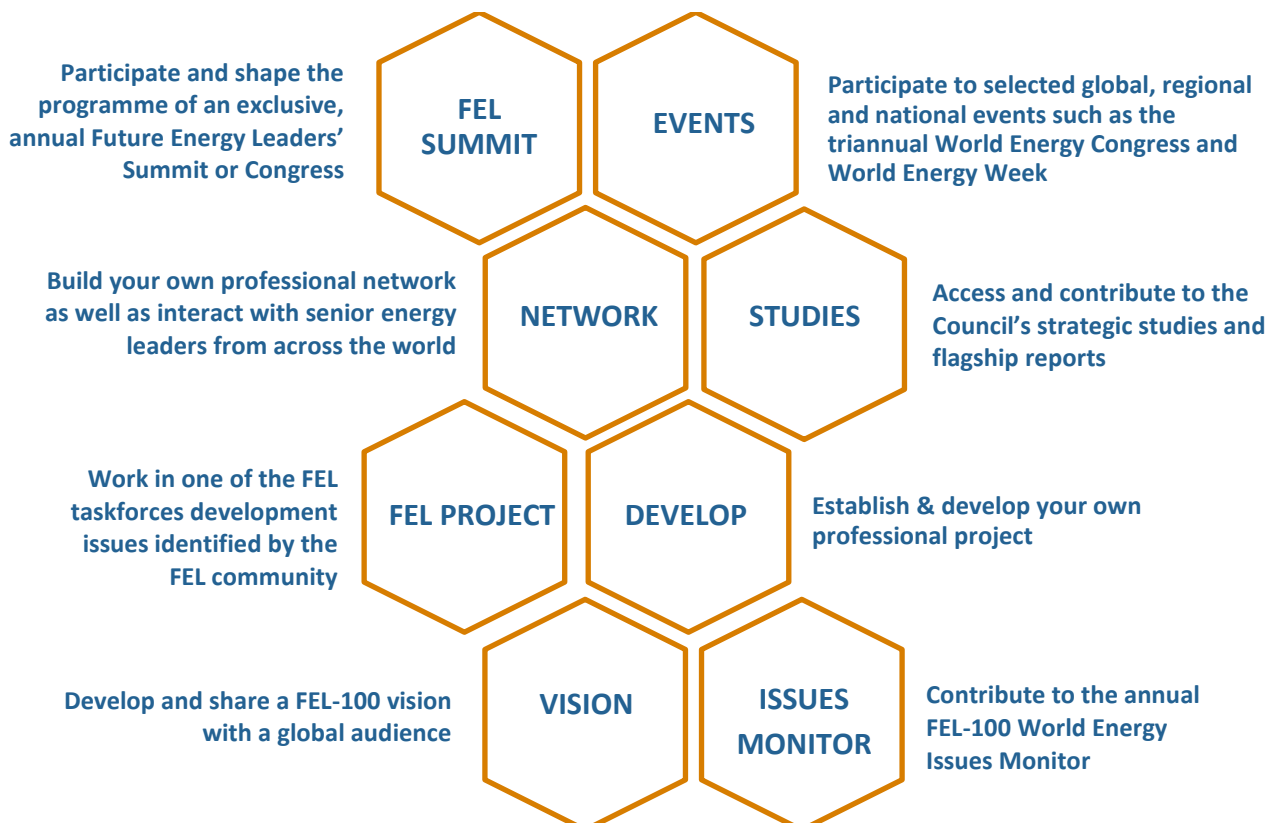 Participate and shape the
programme of an exclusive,
annual Future Energy Leaders’
Summit or Congress
FEL
SUMMIT
EVENTS
Participate to selected global, regional
and national events such as the
triannual World Energy Congress and
World Energy Week
Build your own professional network
as well as interact with senior energy
leaders from across the world
NETWORK
STUDIES
Access and contribute to the
Council’s strategic studies and
flagship reports
Work in one of the FEL
taskforces development
issues identified by the
FEL community
FEL PROJECT
DEVELOP
Establish & develop your own
professional project
Develop and share a FEL-100 vision
with a global audience
VISION
ISSUES
MONITOR
Contribute to the annual
FEL-100 World Energy
Issues Monitor